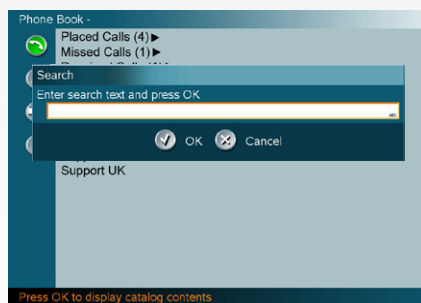 Phone Book -
Placed Calls (4)
Missed Calls (1)
Search
Enter search text and press OK
abc
OK Cancel
Support UK
Press OK to display catalog contents